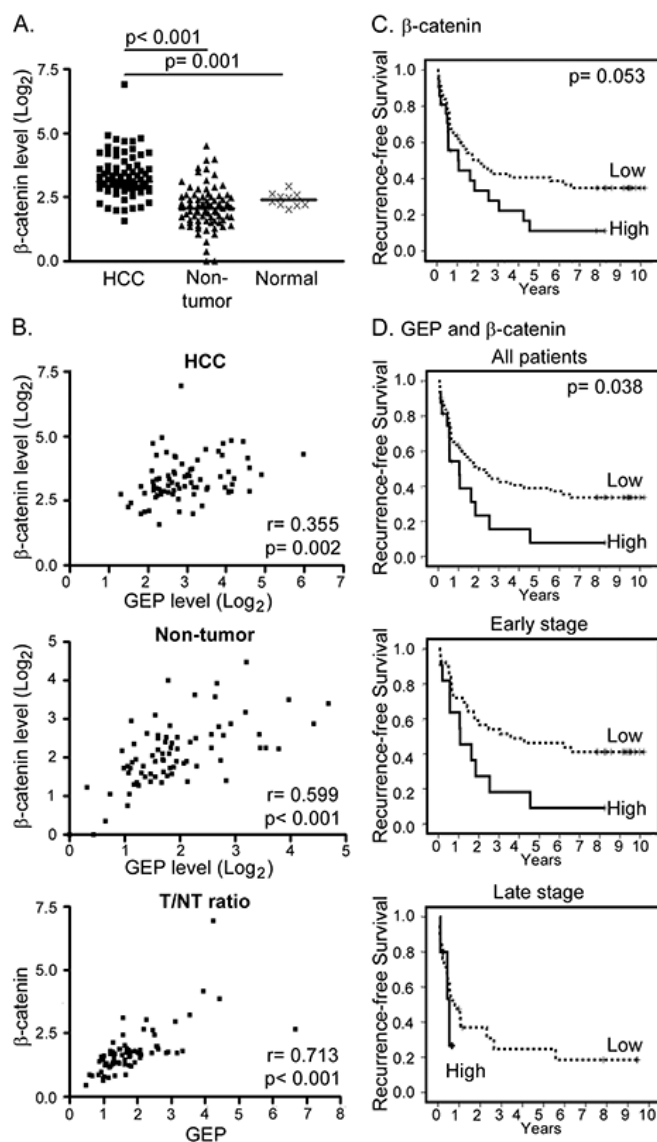 A.
p< 0.001
p= 0.001
β-catenin level (Log2)
7.5
5.0
2.5
0.0
HCC
Non-
tumor
Normal
B.
HCC
β-catenin level (Log2)
7.5
5.0
2.5
0.0
r= 0.355
p= 0.002
0 1 2 3 4 5 6 7
GEP level (Log2)
Non-tumor
β-catenin level (Log2)
5
4
3
2
1
0
r= 0.599
p< 0.001
0 1 2 3 4 5
GEP level (Log2)
T/NT ratio
β-catenin
7.5
5.0
2.5
0.0
r= 0.713
p< 0.001
0 1 2 3 4 5 6 7 8
GEP
C. β-catenin
Recurrence-free Survival
1.0
0.8
0.6
0.4
0.2
0.0
p= 0.053
Low
High
0 1 2 3 4 5 6 7 8 9 10
Years
D. GEP and β-catenin
All patients
Recurrence-free Survival
1.0
0.8
0.6
0.4
0.2
0.0
p= 0.038
Low
High
0 1 2 3 4 5 6 7 8 9 10
Years
Early stage
Recurrence-free Survival
1.0
0.8
0.6
0.4
0.2
0.0
Low
High
0 1 2 3 4 5 6 7 8 9 10
Years
Late stage
Recurrence-free Survival
1.0
0.8
0.6
0.4
0.2
0.0
High
Low
0 1 2 3 4 5 6 7 8 9 10
Years